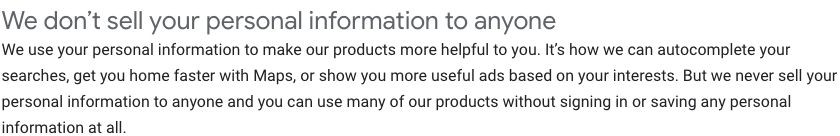 We don’t sell your personal information to anyone
We use your personal information to make our products more helpful to you. It’s how we can autocomplete your
searches, get you home faster with Maps, or show you more useful ads based on your interests. But we never sell your
personal information to anyone and you can use many of our products without signing in or saving any personal
information at all.